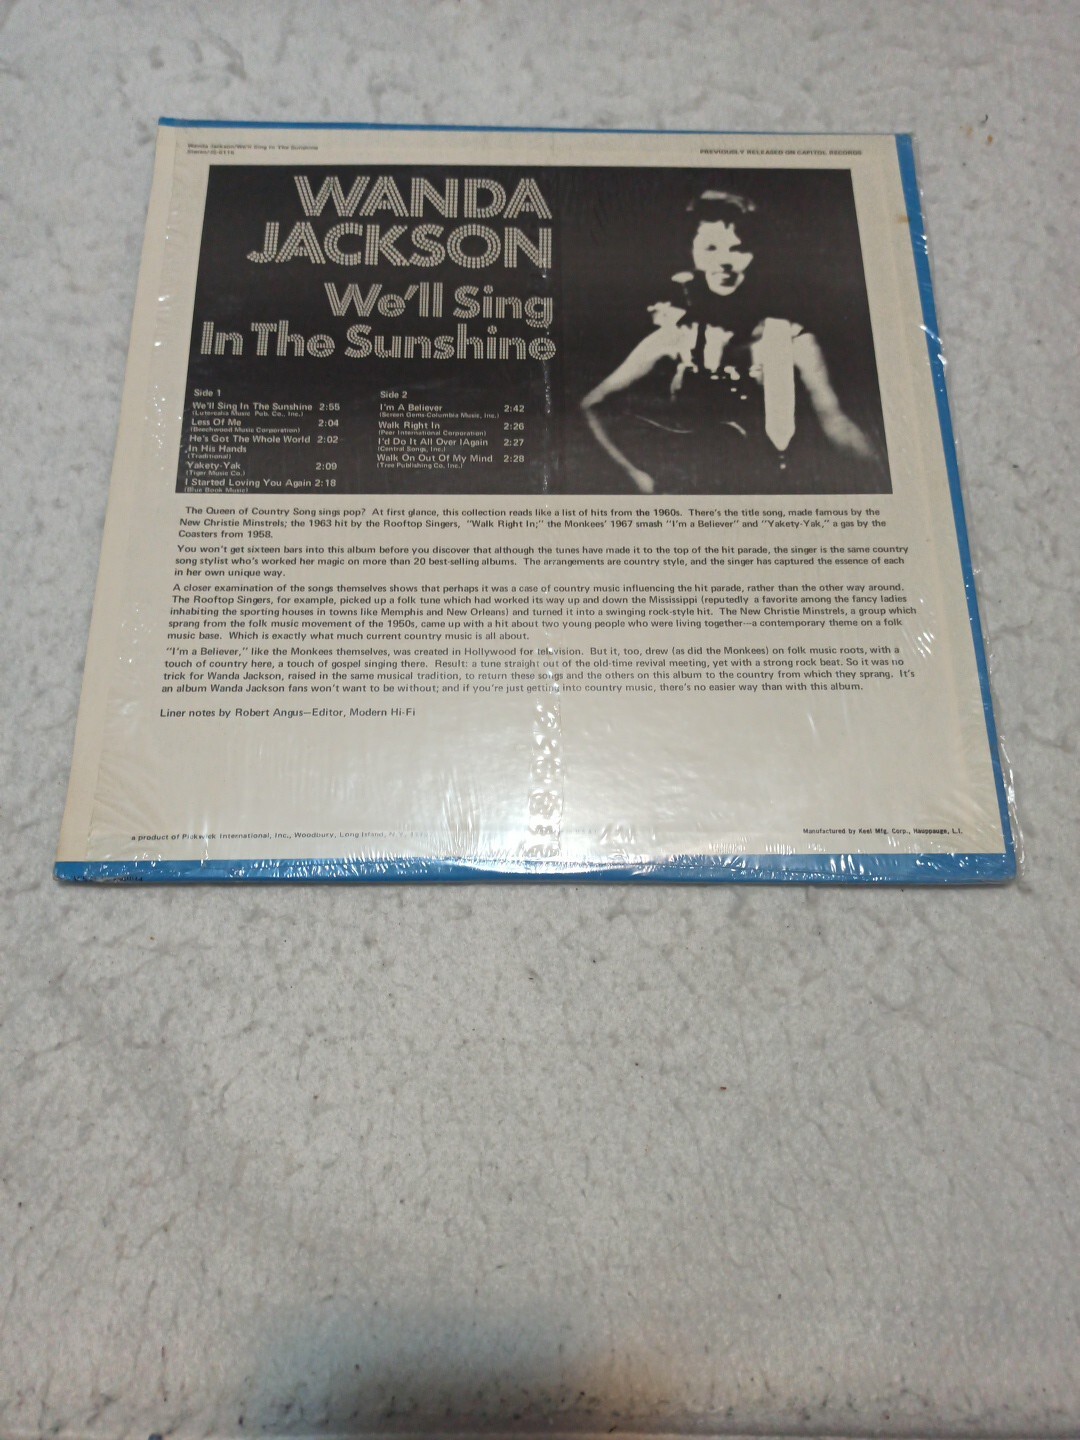 Wanda Jackson/We'll Sing In The Sunshine
PREVIOUSLY RELEASED ON CAPITOL RECORDS
WANDA
JACKSON
We'll Sing
In The Sunshine
Side 1
We'll Sing In The Sunshine 2:55
(Lupercalia Music Pub. Co., Inc.)
Less Of Me 2:04
(Beechwood Music Corporation)
He's Got The Whole World 2:02
In His Hands
(Traditional)
Yakety-Yak 2:09
(Tiger Music Co.)
I Started Loving You Again 2:18
(Blue Book Music)
Side 2
I'm A Believer 2:42
(Screen Gems-Columbia Music, Inc.)
Walk Right In 2:26
(Peer International Corporation)
I'd Do It All Over IAgain 2:27
(Central Songs, Inc.)
Walk On Out Of My Mind 2:28
(Tree Publishing Co. Inc.)
The Queen of Country Song sings pop? At first glance, this collection reads like a list of hits from the 1960s. There's the title song, made famous by the
New Christie Minstrels; the 1963 hit by the Rooftop Singers, "Walk Right In;" the Monkees' 1967 smash "I'm a Believer" and "Yakety-Yak," a gas by the
Coasters from 1958.
You won't get sixteen bars into this album before you discover that although the tunes have made it to the top of the hit parade, the singer is the same country
song stylist who's worked her magic on more than 20 best-selling albums. The arrangements are country style, and the singer has captured the essence of each
in her own unique way.
A closer examination of the songs themselves shows that perhaps it was a case of country music influencing the hit parade, rather than the other way around.
The Rooftop Singers, for example, picked up a folk tune which had worked its way up and down the Mississippi (reputedly a favorite among the fancy ladies
inhabiting the sporting houses in towns like Memphis and New Orleans) and turned it into a swinging rock-style hit. The New Christie Minstrels, a group which
sprang from the folk music movement of the 1950s, came up with a hit about two young people who were living together—a contemporary theme on a folk
music base. Which is exactly what much current country music is all about.
"I'm a Believer," like the Monkees themselves, was created in Hollywood for television. But it, too, drew (as did the Monkees) on folk music roots, with a
touch of country here, a touch of gospel singing there. Result: a tune straight out of the old-time revival meeting, yet with a strong rock beat. So it was no
trick for Wanda Jackson, raised in the same musical tradition, to return these songs and the others on this album to the country from which they sprang. It's
an album Wanda Jackson fans won't want to be without; and if you're just getting into country music, there's no easier way than with this album.
Liner notes by Robert Angus—Editor, Modern Hi-Fi
a product of Pickwick International, Inc., Woodbury, Long Island, N.Y.
Manufactured by Keel Mfg. Corp., Hauppauge, L.I.